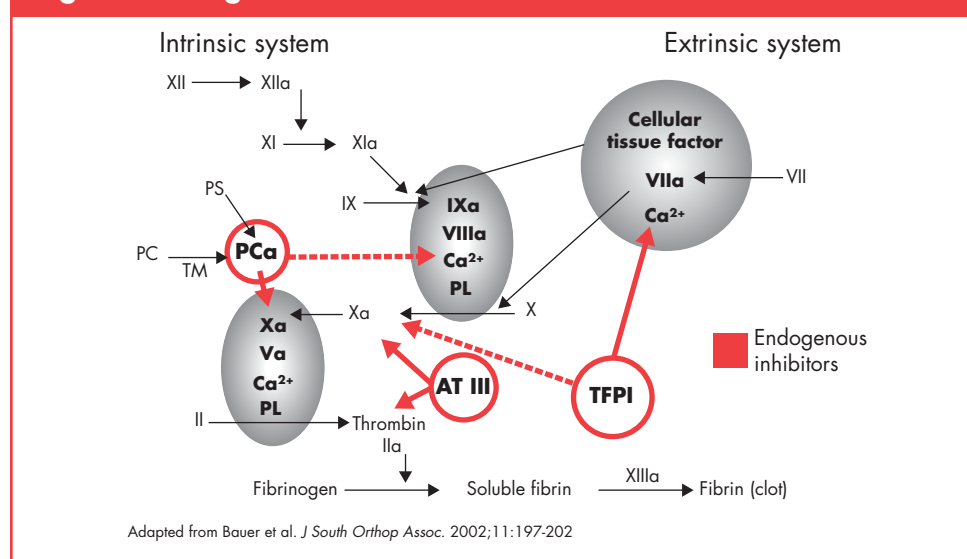 Intrinsic system
Extrinsic system
XII
XIIa
XI
XIa
Cellular
tissue factor
VIIa
VII
Ca²⁺
PS
IX
IXa
VIIIa
Ca²⁺
PL
PC
TM
PCa
Xa
X
Xa
Va
Ca²⁺
PL
Endogenous
inhibitors
AT III
TFPI
II
Thrombin
IIa
Fibrinogen
Soluble fibrin
XIIIa
Fibrin (clot)
Adapted from Bauer et al. J South Orthop Assoc. 2002;11:197-202